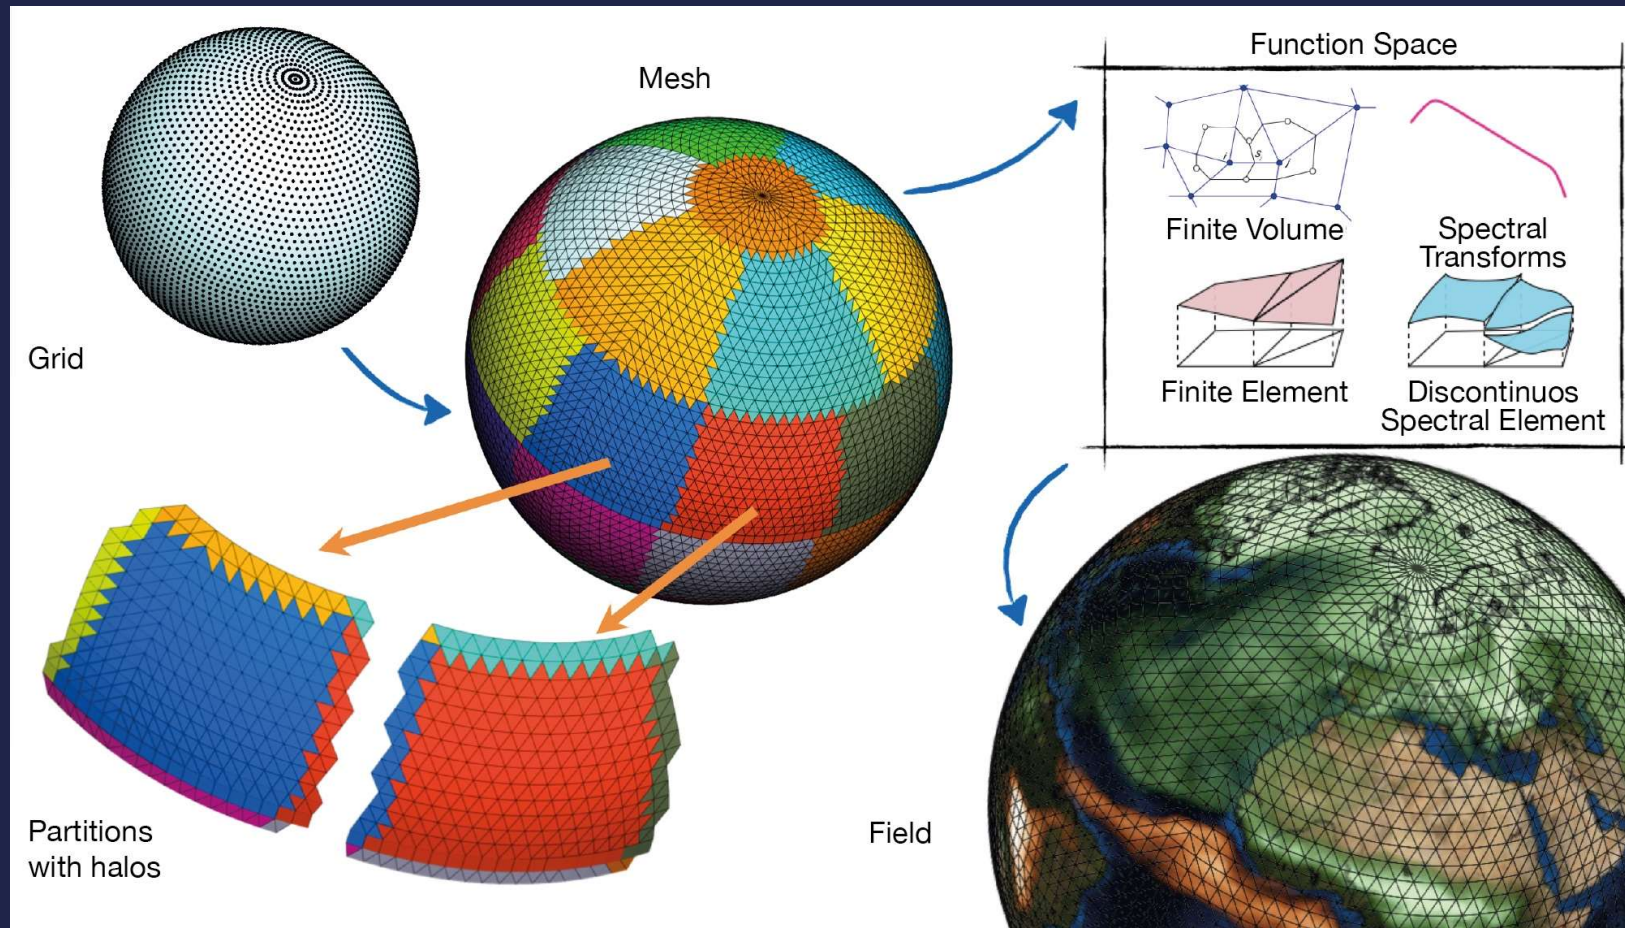 Mesh
Function Space
Grid
i
S
j
Finite Volume
Spectral
Transforms
Finite Element
Discontinuos
Spectral Element
Partitions
with halos
Field